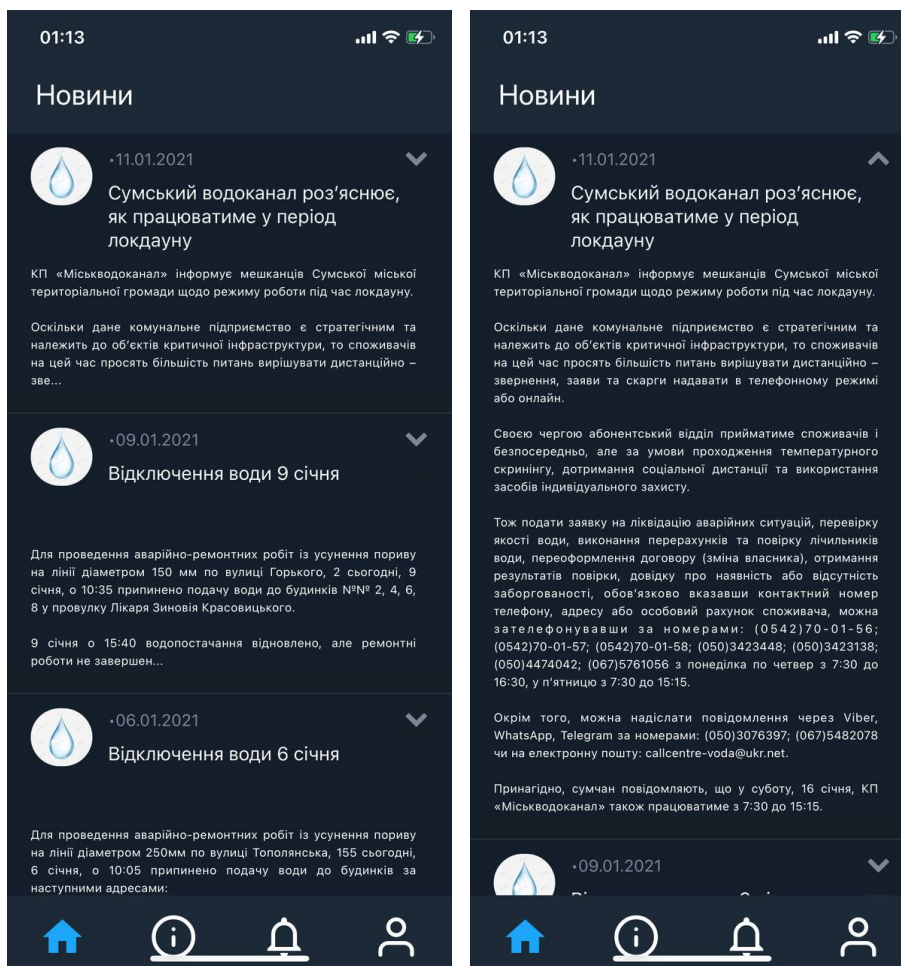 01:13
Новини
•11.01.2021
Сумський водоканал роз’яснює,
як працюватиме у період
локдауну
КП «Міськводоканал» інформує мешканців Сумської міської
територіальної громади щодо режиму роботи під час локдауну.
Оскільки дане комунальне підприємство є стратегічним та
належить до об’єктів критичної інфраструктури, то споживачів
на цей час просять більшість питань вирішувати дистанційно –
зве...
•09.01.2021
Відключення води 9 січня
Для проведення аварійно-ремонтних робіт із усунення пориву
на лінії діаметром 150 мм по вулиці Горького, 2 сьогодні, 9
січня, о 10:35 припинено подачу води до будинків №№ 2, 4, 6,
8 у провулку Лікаря Зиновія Красовицького.
9 січня о 15:40 водопостачання відновлено, але ремонтні
роботи не завершен...
•06.01.2021
Відключення води 6 січня
Для проведення аварійно-ремонтних робіт із усунення пориву
на лінії діаметром 250мм по вулиці Тополянська, 155 сьогодні,
6 січня, о 10:05 припинено подачу води до будинків за
наступними адресами:
01:13
Новини
•11.01.2021
Сумський водоканал роз’яснює,
як працюватиме у період
локдауну
КП «Міськводоканал» інформує мешканців Сумської міської
територіальної громади щодо режиму роботи під час локдауну.
Оскільки дане комунальне підприємство є стратегічним та
належить до об’єктів критичної інфраструктури, то споживачів
на цей час просять більшість питань вирішувати дистанційно –
звернення, заяви та скарги надавати в телефонному режимі
або онлайн.
Своєю чергою абонентський відділ прийматиме споживачів і
безпосередньо, але за умови проходження температурного
скринінгу, дотримання соціальної дистанції та використання
засобів індивідуального захисту.
Тож подати заявку на ліквідацію аварійних ситуацій, перевірку
якості води, виконання перерахунків та повірку лічильників
води, переоформлення договору (зміна власника), отримання
результатів повірки, довідку про наявність або відсутність
заборгованості, обов’язково вказавши контактний номер
телефону, адресу або особовий рахунок споживача, можна
зателефонувавши за номерами: (0542)70-01-56;
(0542)70-01-57; (0542)70-01-58; (050)3423448; (050)3423138;
(050)4474042; (067)5761056 з понеділка по четвер з 7:30 до
16:30, у п’ятницю з 7:30 до 15:15.
Окрім того, можна надіслати повідомлення через Viber,
WhatsApp, Telegram за номерами: (050)3076397; (067)5482078
чи на електронну пошту: callcentre-voda@ukr.net.
Принагідно, сумчан повідомляють, що у суботу, 16 січня, КП
«Міськводоканал» також працюватиме з 7:30 до 15:15.
•09.01.2021